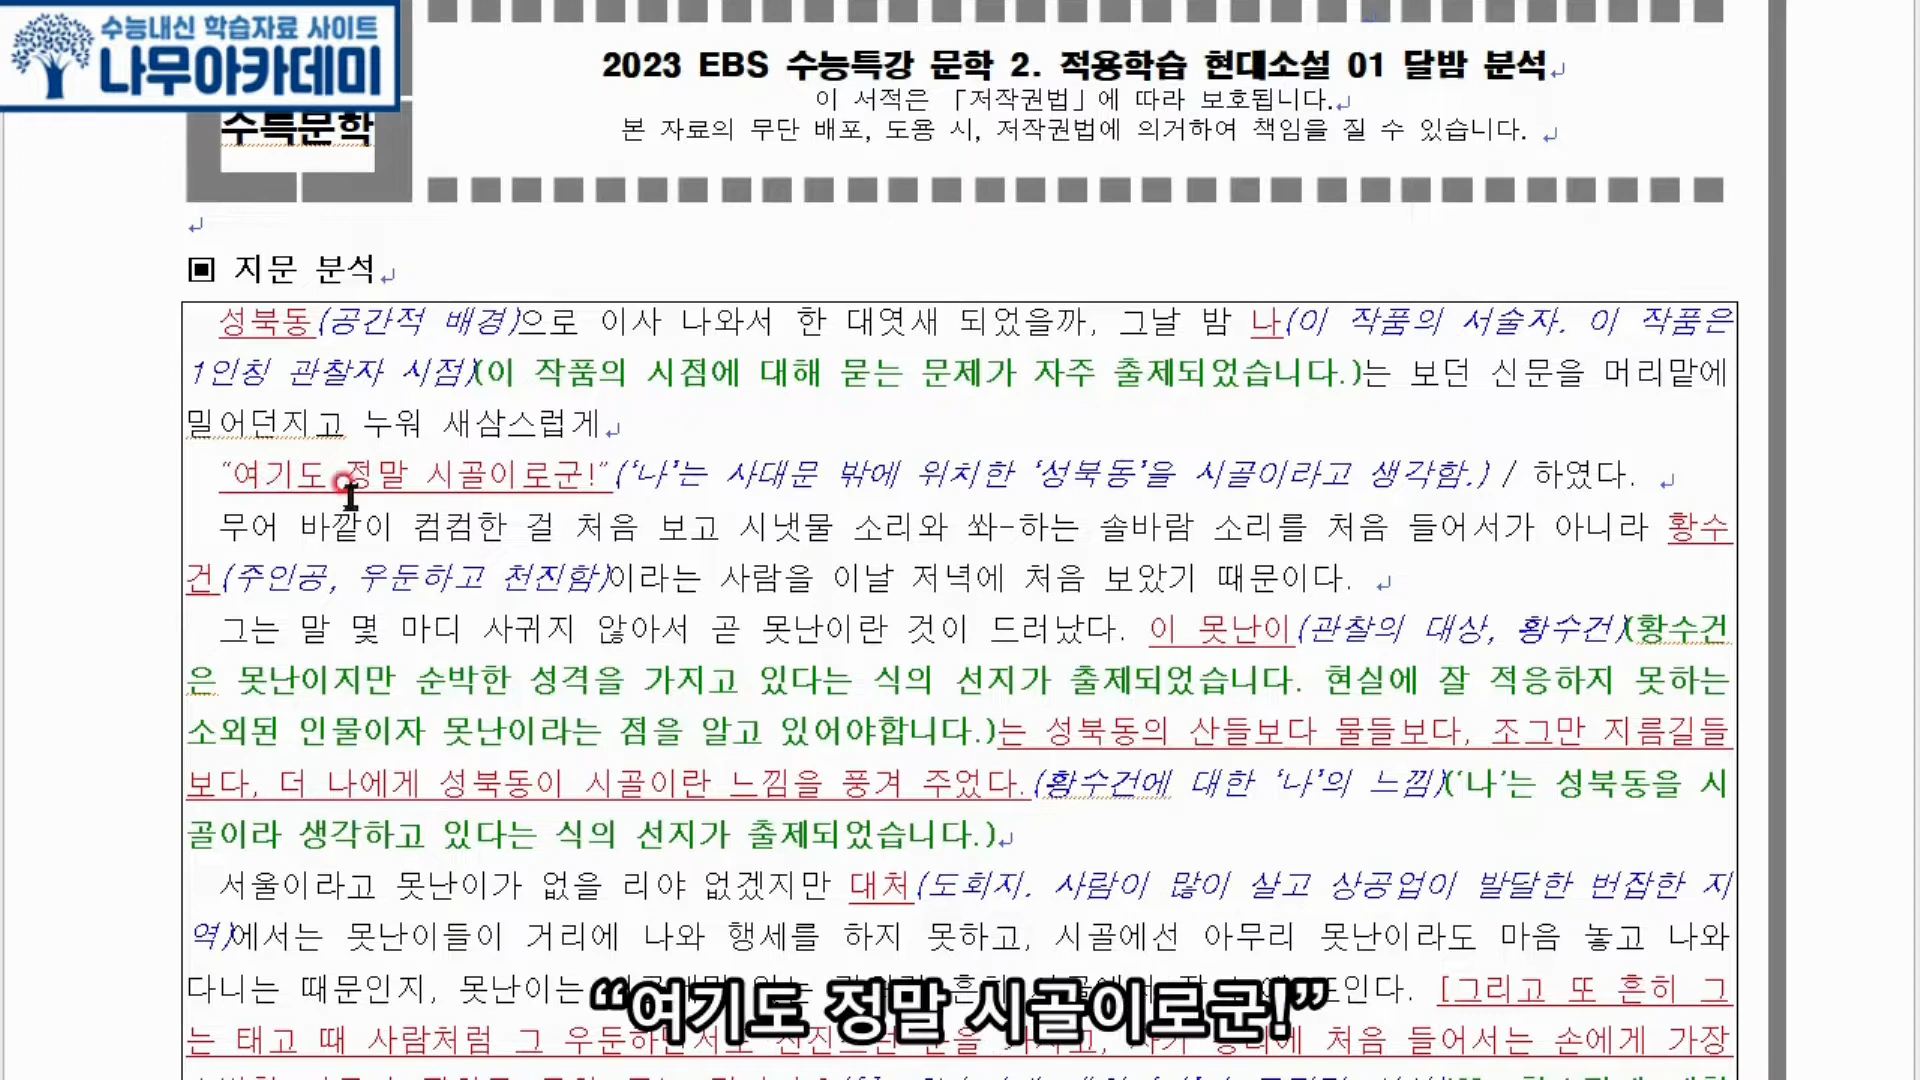 수능내신 학습자료 사이트
나무아카데미
수특문학
2023 EBS 수능특강 문학 2. 적용학습 현대소설 01 달밤 분석
이 서적은 「저작권법」에 따라 보호됩니다.
본 자료의 무단 배포, 도용 시, 저작권법에 의거하여 책임을 질 수 있습니다.
▣ 지문 분석
성북동(공간적 배경)으로 이사 나와서 한 대엿새 되었을까, 그날 밤 나(이 작품의 서술자. 이 작품은
1인칭 관찰자 시점)(이 작품의 시점에 대해 묻는 문제가 자주 출제되었습니다.)는 보던 신문을 머리맡에
밀어던지고 누워 새삼스럽게
“여기도 정말 시골이로군!”(‘나’는 사대문 밖에 위치한 ‘성북동’을 시골이라고 생각함.) / 하였다.
무어 바깥이 컴컴한 걸 처음 보고 시냇물 소리와 쏴-하는 솔바람 소리를 처음 들어서가 아니라 황수
건(주인공, 우둔하고 천진함)이라는 사람을 이날 저녁에 처음 보았기 때문이다.
그는 말 몇 마디 사귀지 않아서 곧 못난이란 것이 드러났다. 이 못난이(관찰의 대상, 황수건)(황수건
은 못난이지만 순박한 성격을 가지고 있다는 식의 선지가 출제되었습니다. 현실에 잘 적응하지 못하는
소외된 인물이자 못난이라는 점을 알고 있어야합니다.)는 성북동의 산들보다 물들보다, 조그만 지름길들
보다, 더 나에게 성북동이 시골이란 느낌을 풍겨 주었다.(황수건에 대한 ‘나’의 느낌)(‘나’는 성북동을 시
골이라 생각하고 있다는 식의 선지가 출제되었습니다.)
서울이라고 못난이가 없을 리야 없겠지만 대처(도회지. 사람이 많이 살고 상공업이 발달한 번잡한 지
역)에서는 못난이들이 거리에 나와 행세를 하지 못하고, 시골에선 아무리 못난이라도 마음 놓고 나와
다니는 때문인지, 못난이는 [그리고 또 흔히 그
“여기도 정말 시골이로군!”
는 태고 때 사람처럼 그 처음 들어서는 손에게 가장